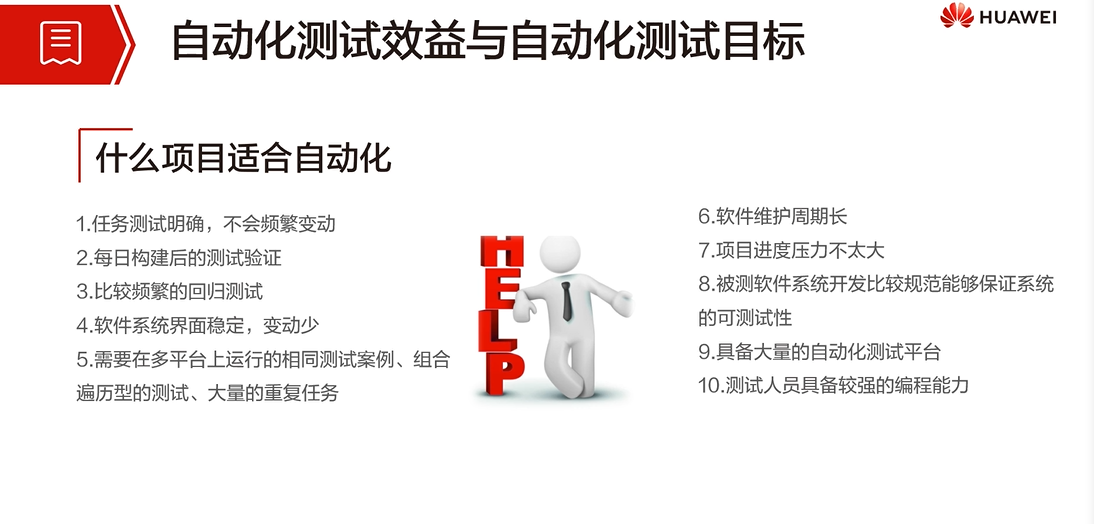 自动化测试效益与自动化测试目标
HUAWEI
什么项目适合自动化
1.任务测试明确，不会频繁变动
2.每日构建后的测试验证
3.比较频繁的回归测试
4.软件系统界面稳定，变动少
5.需要在多平台上运行的相同测试案例、组合
遍历型的测试、大量的重复任务
HELP
6.软件维护周期长
7.项目进度压力不太大
8.被测软件系统开发比较规范能够保证系统
的可测试性
9.具备大量的自动化测试平台
10.测试人员具备较强的编程能力